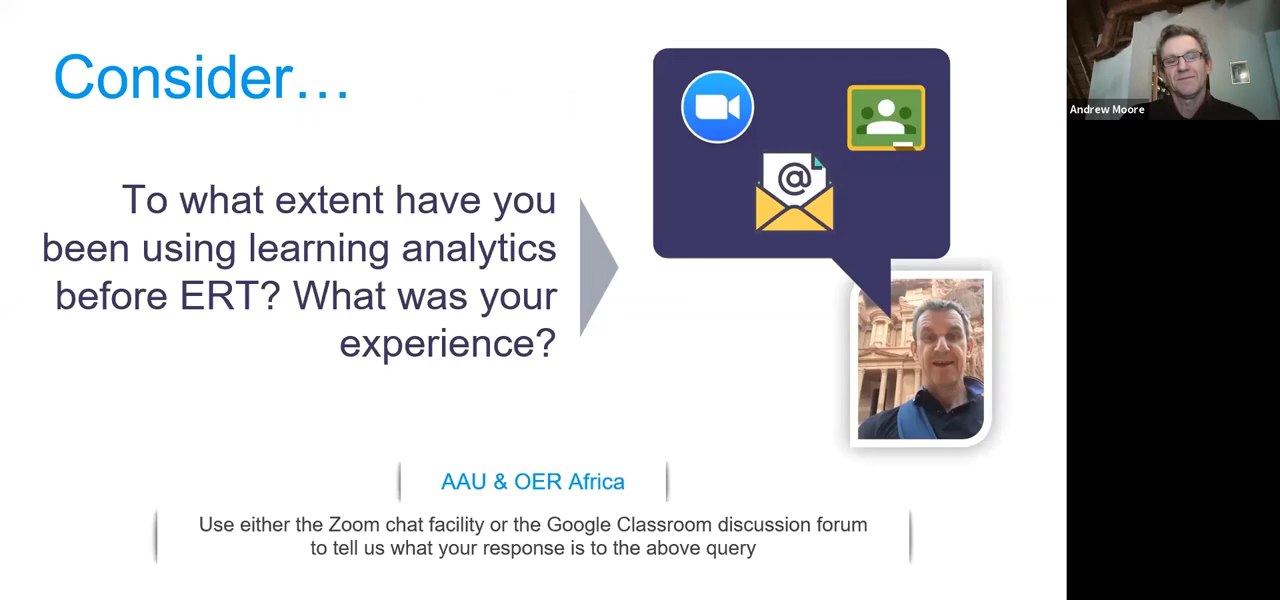 Consider…
To what extent have you
been using learning analytics
before ERT? What was your
experience?
@
AAU & OER Africa
Use either the Zoom chat facility or the Google Classroom discussion forum
to tell us what your response is to the above query
Andrew Moore